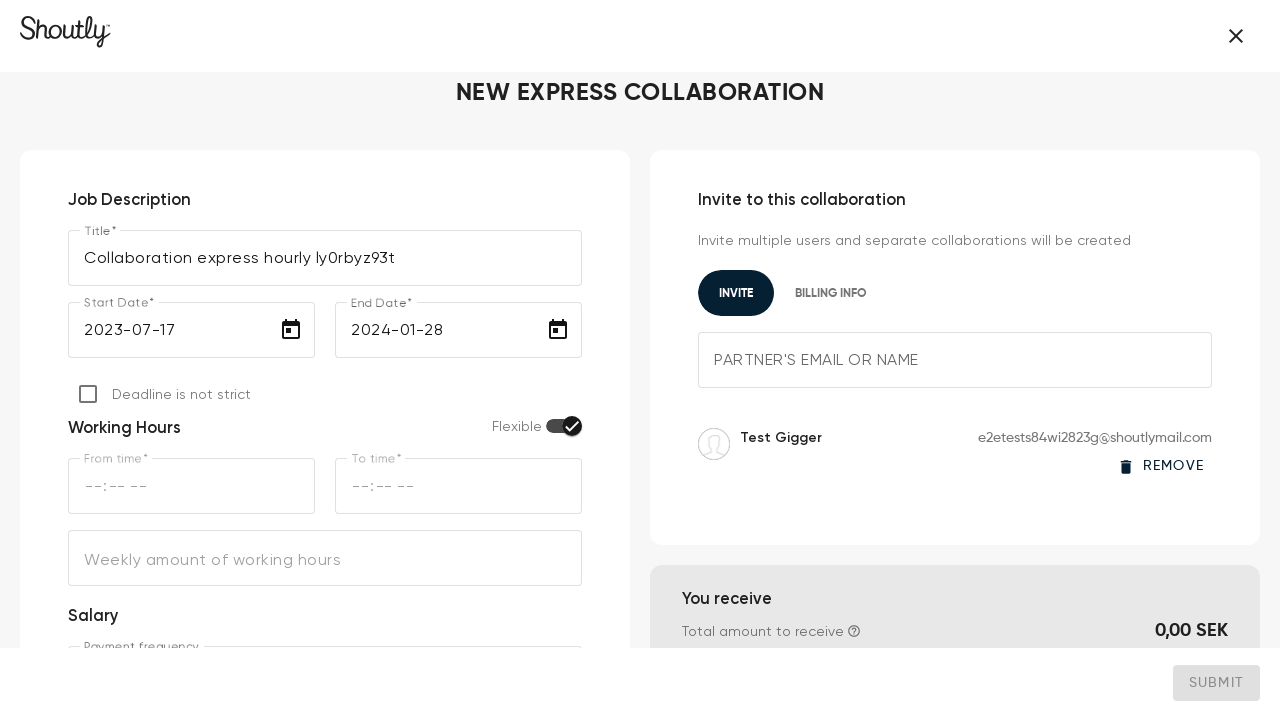 Shoutly
NEW EXPRESS COLLABORATION
Job Description
Title*
Collaboration express hourly ly0rbyz93t
Start Date*
2023-07-17
End Date*
2024-01-28
Deadline is not strict
Working Hours
Flexible
From time*
--:-- --
To time*
--:-- --
Weekly amount of working hours
Salary
Payment frequency
Invite to this collaboration
Invite multiple users and separate collaborations will be created
INVITE
BILLING INFO
PARTNER'S EMAIL OR NAME
Test Gigger
e2etests84wi2823g@shoutlymail.com
REMOVE
You receive
Total amount to receive
0,00 SEK
SUBMIT